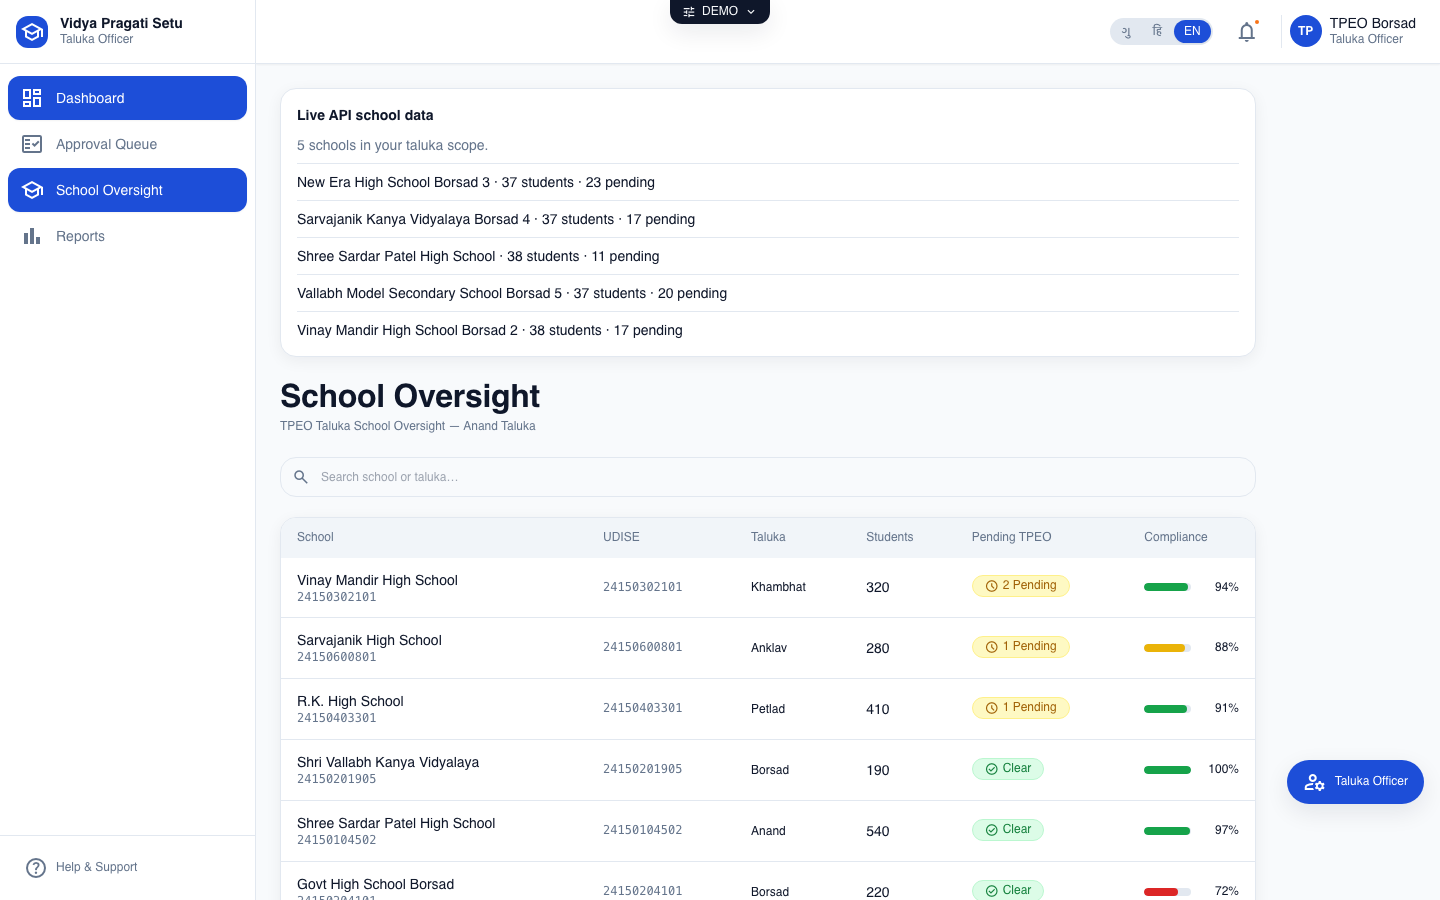 Vidya Pragati Setu
Taluka Officer
DEMO
ગુ
हि
EN
TP
TPEO Borsad
Taluka Officer
Dashboard
Approval Queue
School Oversight
Reports
Help & Support
Live API school data
5 schools in your taluka scope.
New Era High School Borsad 3 · 37 students · 23 pending
Sarvajanik Kanya Vidyalaya Borsad 4 · 37 students · 17 pending
Shree Sardar Patel High School · 38 students · 11 pending
Vallabh Model Secondary School Borsad 5 · 37 students · 20 pending
Vinay Mandir High School Borsad 2 · 38 students · 17 pending
School Oversight
TPEO Taluka School Oversight — Anand Taluka
Search school or taluka...
School UDISE Taluka Students Pending TPEO Compliance
Vinay Mandir High School
24150302101
24150302101 Khambhat 320 2 Pending 94%
Sarvajanik High School
24150600801
24150600801 Anklav 280 1 Pending 88%
R.K. High School
24150403301
24150403301 Petlad 410 1 Pending 91%
Shri Vallabh Kanya Vidyalaya
24150201905
24150201905 Borsad 190 Clear 100%
Shree Sardar Patel High School
24150104502
24150104502 Anand 540 Clear 97%
Govt High School Borsad
24150204101
24150204101 Borsad 220 Clear 72%
Taluka Officer